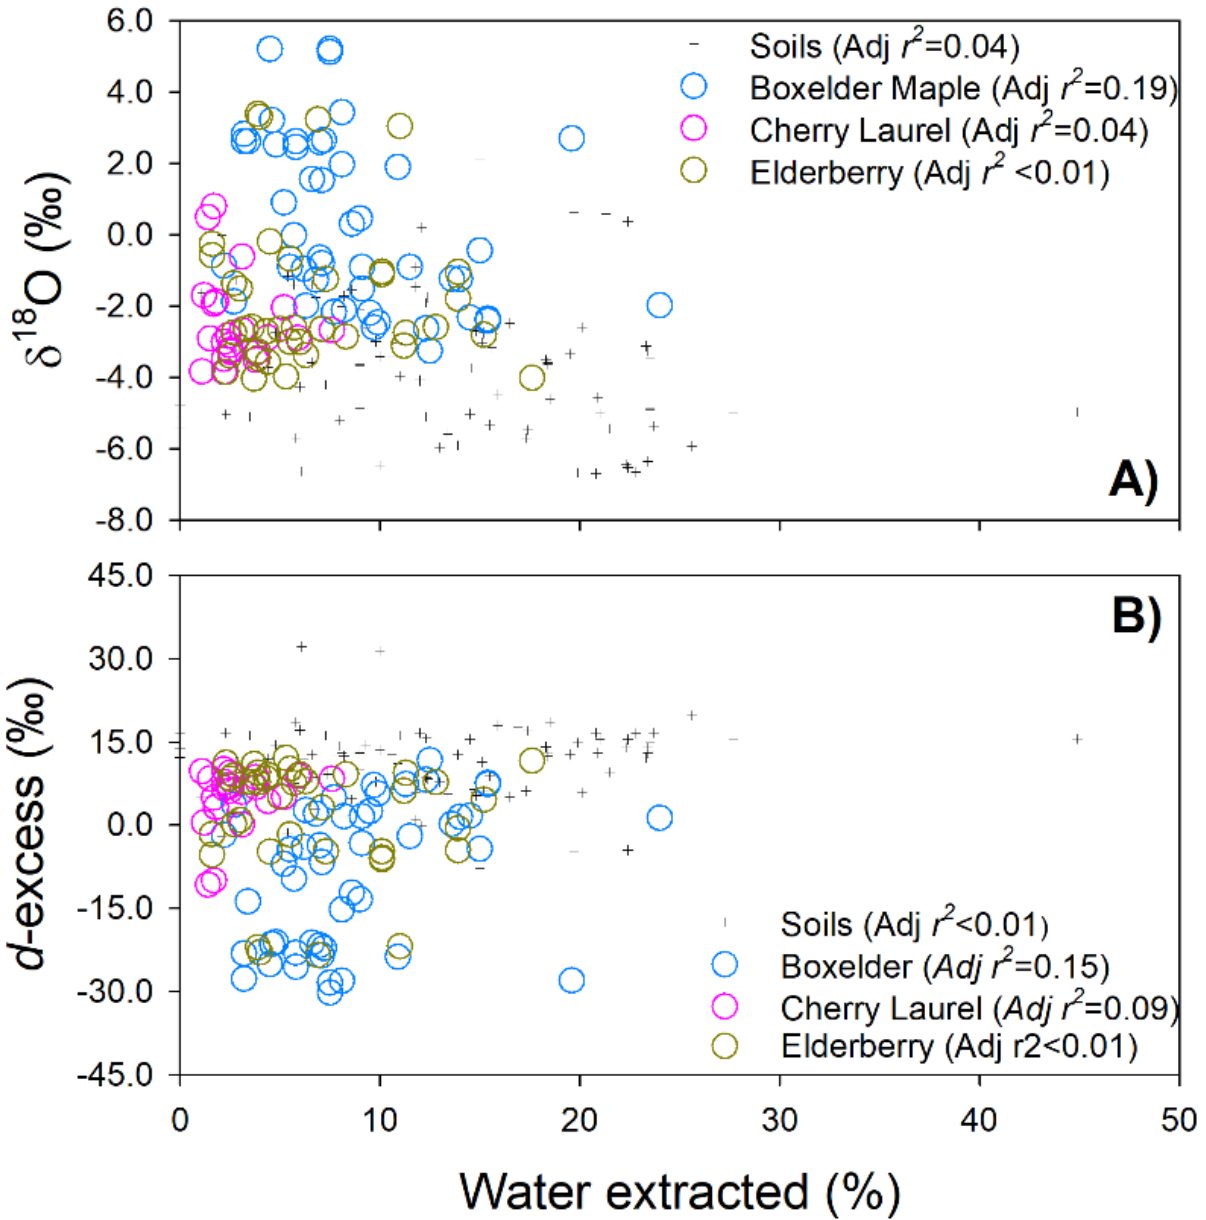 6.0
4.0
2.0
0.0
-2.0
-4.0
-6.0
-8.0
δ18O (‰)
Soils (Adj r2=0.04)
Boxelder Maple (Adj r2=0.19)
Cherry Laurel (Adj r2=0.04)
Elderberry (Adj r2 <0.01)
A)
45.0
30.0
15.0
0.0
-15.0
-30.0
-45.0
d-excess (‰)
B)
Soils (Adj r2<0.01)
Boxelder (Adj r2=0.15)
Cherry Laurel (Adj r2=0.09)
Elderberry (Adj r2<0.01)
0 10 20 30 40 50
Water extracted (%)